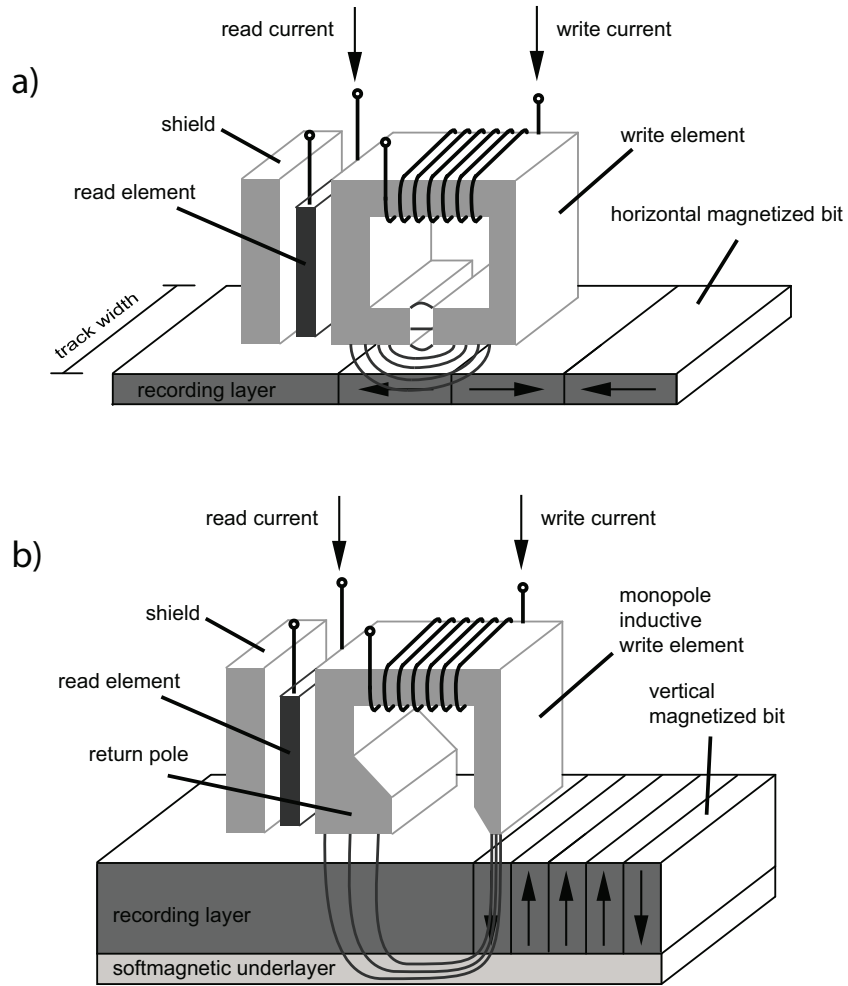 read current
write current
a)
shield
write element
read element
horizontal magnetized bit
track width
recording layer
read current
write current
b)
monopole
inductive
write element
shield
read element
vertical
magnetized bit
return pole
recording layer
softmagnetic underlayer